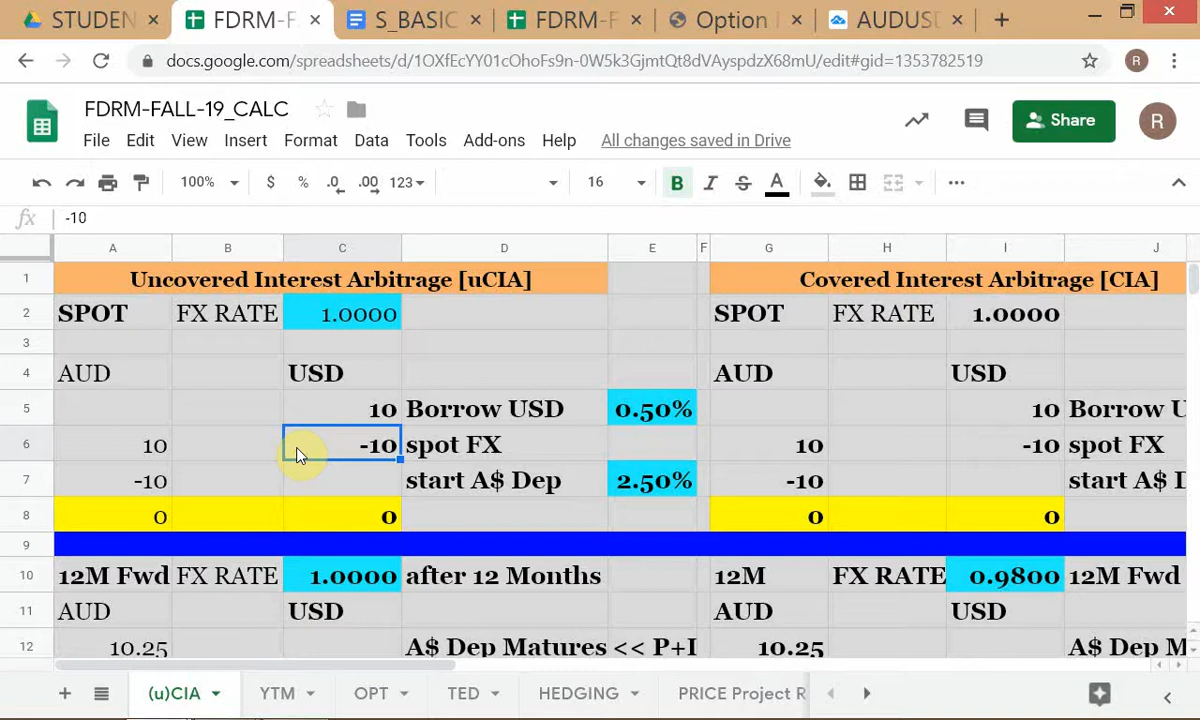 STUDEN × FDRM-F × S_BASIC × FDRM-F × Option × AUDUS × +
docs.google.com/spreadsheets/d/1OXfEcYY01cOhoFs9n-0W5k3GjmtQt8dVAyspdzX68mU/edit#gid=1353782519 R
FDRM-FALL-19_CALC
File Edit View Insert Format Data Tools Add-ons Help All changes saved in Drive
Share R
100% $ % .0 .00 123 16 B I S A
fx -10
A B C D E F G H I J
1 Uncovered Interest Arbitrage [uCIA] Covered Interest Arbitrage [CIA]
2 SPOT FX RATE 1.0000 SPOT FX RATE 1.0000
3
4 AUD USD AUD USD
5 10 Borrow USD 0.50% 10 Borrow U
6 10 -10 spot FX 10 -10 spot FX
7 -10 start A$ Dep 2.50% -10 start A$ D
8 0 0 0 0
9
10 12M Fwd FX RATE 1.0000 after 12 Months 12M FX RATE 0.9800 12M Fwd
11 AUD USD AUD USD
12 10.25 A$ Dep Matures << P+I 10.25 A$ Dep M
+ (u)CIA YTM OPT TED HEDGING PRICE Project R